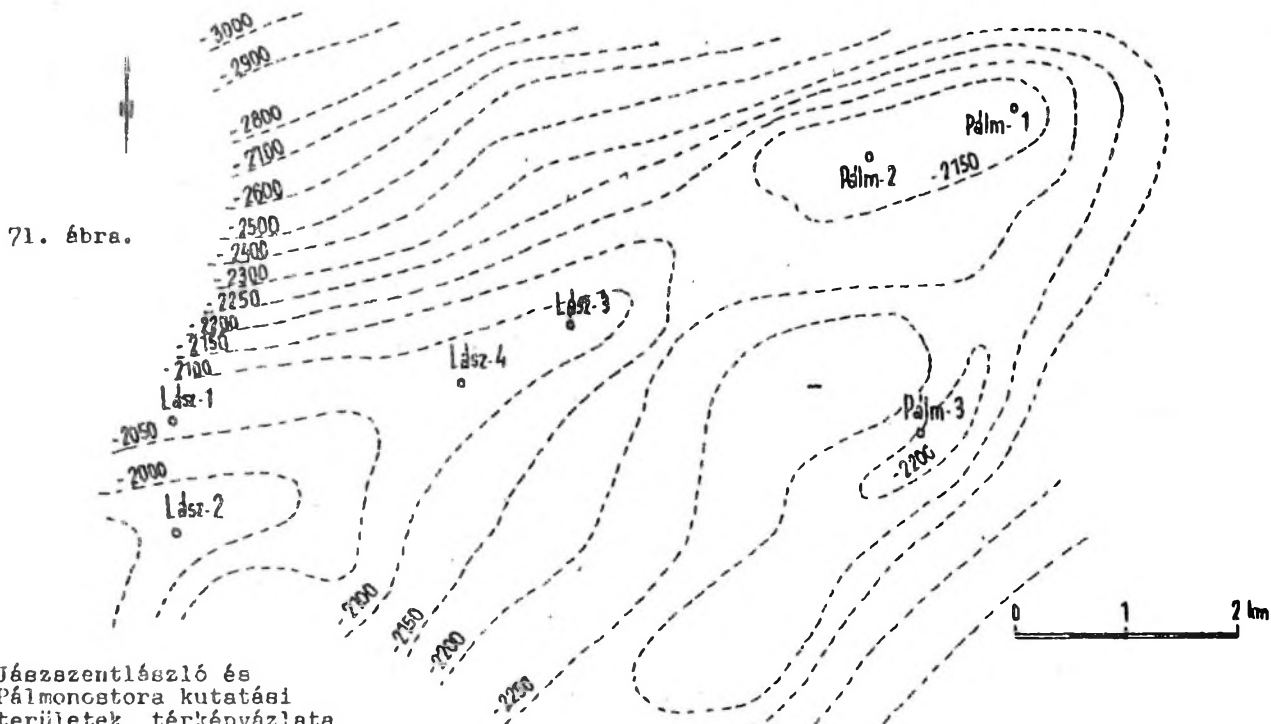 -3000
-2900
-2800
-2700
-2600
-2500
-2400
-2300
-2250
-2200
-2150
-2100
Pálm-1
Pálm-2
-2150
71. ábra.
Lász-3
Lász-4
Lász-1
-2050
-2000
Lász-2
Pálm-3
-2200
-2100
-2150
-2200
-2250
0 1 2 km
Jászszentlászló és
Pálmonostora kutatási
területek térképvázlata